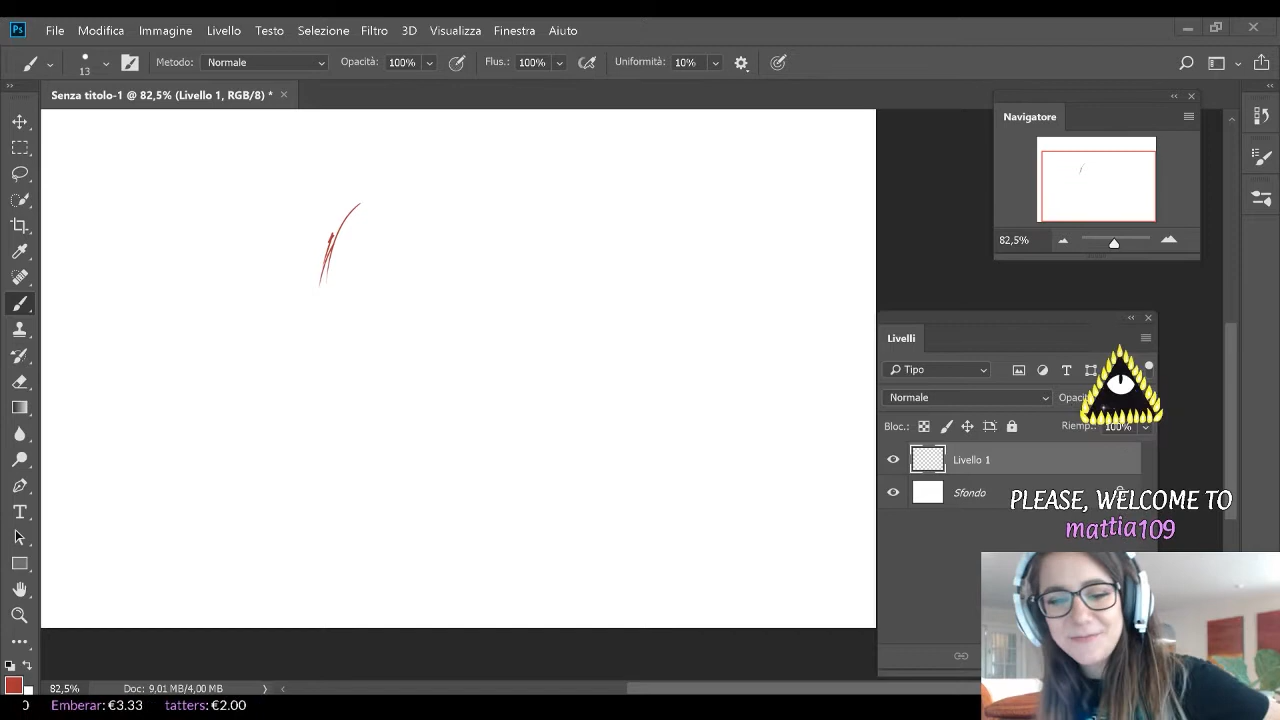 Ps File Modifica Immagine Livello Testo Selezione Filtro 3D Visualizza Finestra Aiuto
13 Metodo: Normale Opacità: 100% Flus.: 100% Uniformità: 10%
Senza titolo-1 @ 82,5% (Livello 1, RGB/8) *
Navigatore
82,5%
Livelli
Tipo
Normale
Bloc.: Riemp.: 100%
Livello 1
Sfondo
PLEASE, WELCOME TO
mattia109
82,5% Doc: 9,01 MB/4,00 MB
Emberar: €3.33 tatters: €2.00